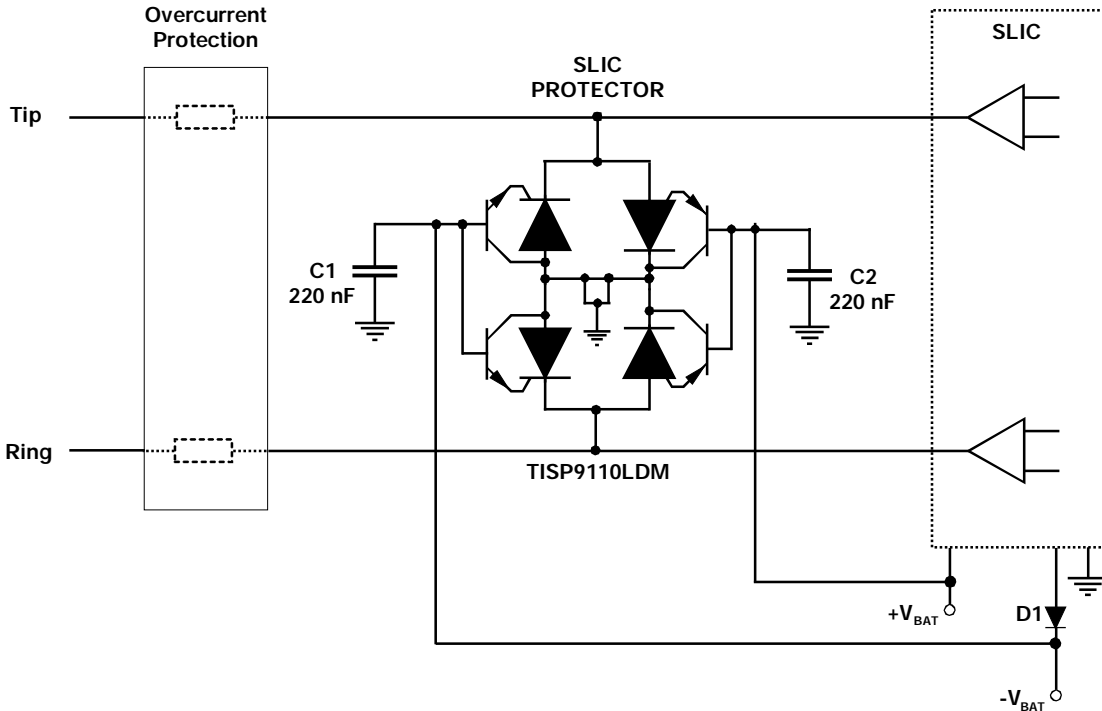 Overcurrent
Protection
SLIC
SLIC
PROTECTOR
Tip
C1
220 nF
C2
220 nF
Ring
TISP9110LDM
+VBAT
D1
-VBAT